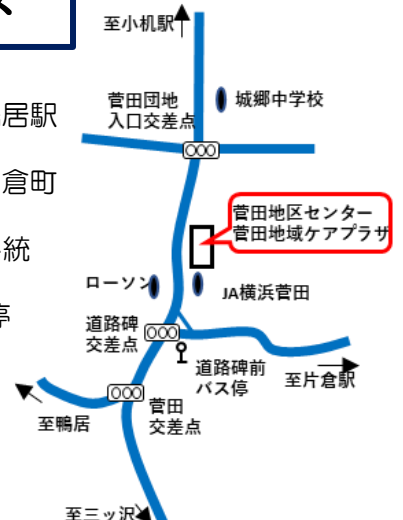 至小机駅
菅田団地
入口交差点
城郷中学校
居駅
倉町
統
菅田地区センター
菅田地域ケアプラザ
ローソン
JA横浜菅田
道路碑
交差点
道路碑前
バス停
至片倉駅
至鴨居
菅田
交差点
至三ッ沢